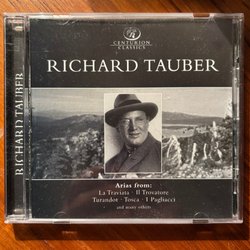 CENTURION
CLASSICS
RICHARD TAUBER
RICHARD TAUBER
Arias from:
La Traviata · Il Trovatore
Turandot · Tosca · I Pagliacci
and many others